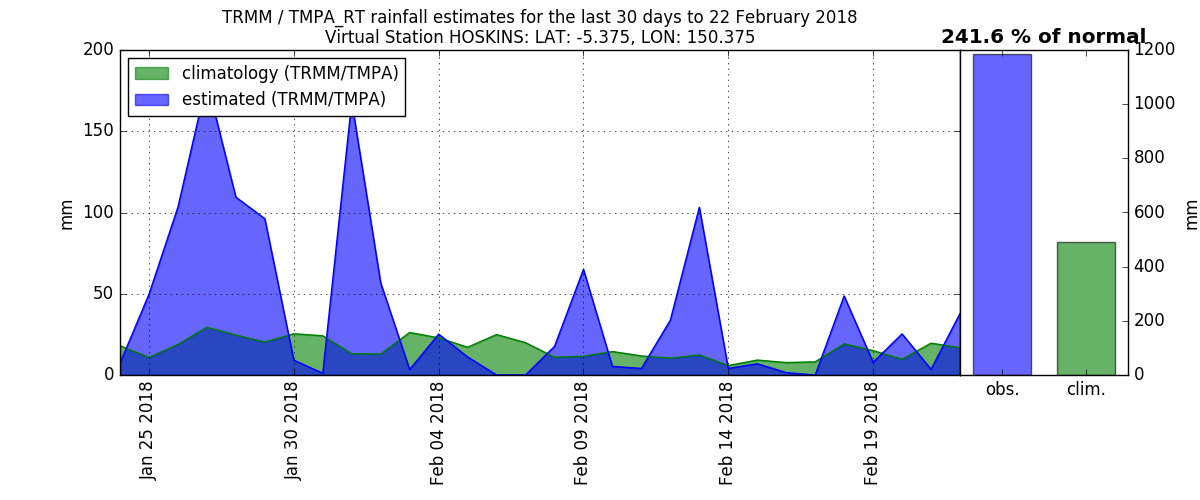 TRMM / TMPA_RT rainfall estimates for the last 30 days to 22 February 2018
Virtual Station HOSKINS: LAT: -5.375, LON: 150.375
241.6 % of normal
climatology (TRMM/TMPA)
estimated (TRMM/TMPA)
200
150
100
50
0
mm
Jan 25 2018
Jan 30 2018
Feb 04 2018
Feb 09 2018
Feb 14 2018
Feb 19 2018
1200
1000
800
600
400
200
0
mm
obs.
clim.